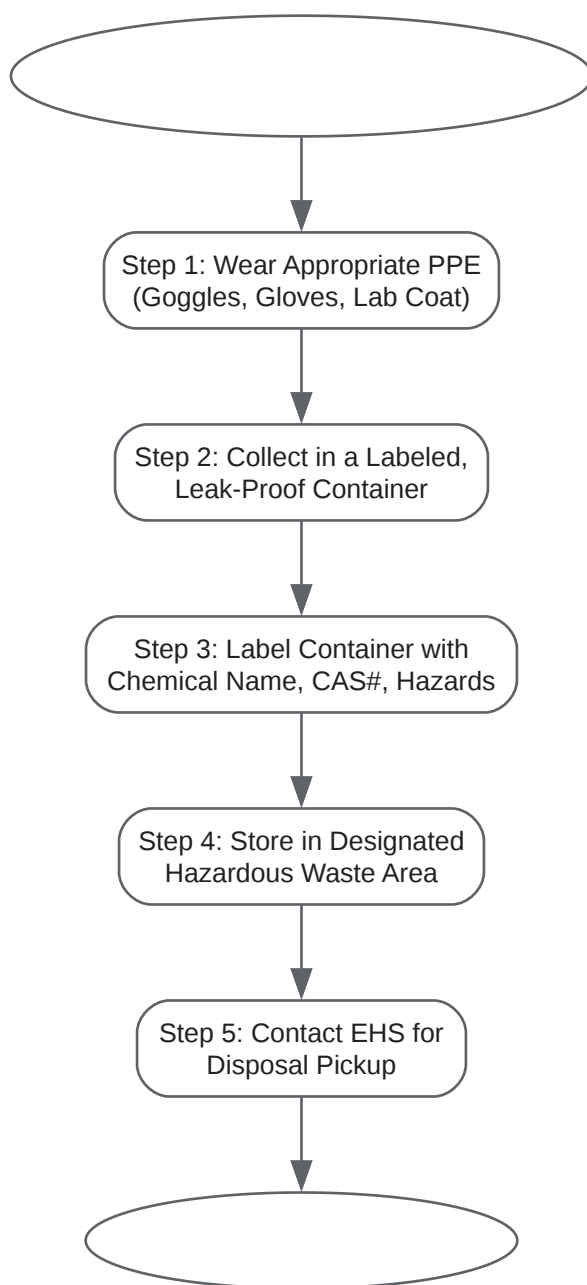 Step 1: Wear Appropriate PPE
(Goggles, Gloves, Lab Coat)
Step 2: Collect in a Labeled,
Leak-Proof Container
Step 3: Label Container with
Chemical Name, CAS#, Hazards
Step 4: Store in Designated
Hazardous Waste Area
Step 5: Contact EHS for
Disposal Pickup